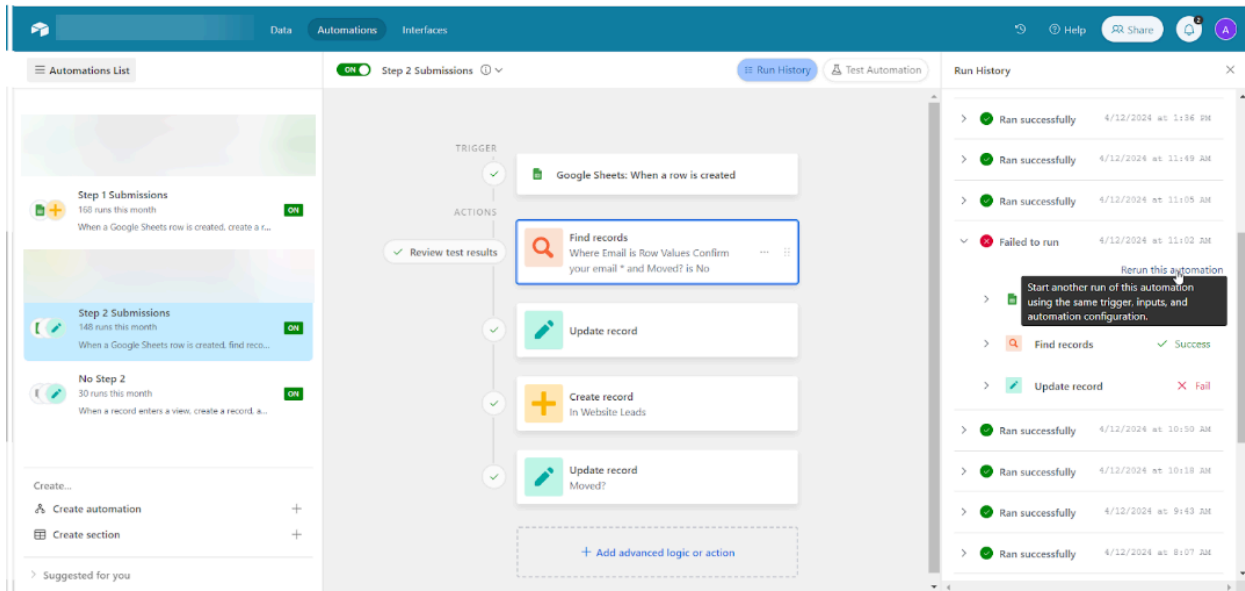 Data
Automations
Interfaces
Help
Share
2
A
Automations List
ON
Step 2 Submissions
Run History
Test Automation
Run History
Step 1 Submissions
168 runs this month
ON
When a Google Sheets row is created, create a r...
Step 2 Submissions
148 runs this month
ON
When a Google Sheets row is created, find reco...
No Step 2
30 runs this month
ON
When a record enters a view, create a record, a...
Create...
Create automation
Create section
Suggested for you
TRIGGER
Google Sheets: When a row is created
ACTIONS
Review test results
Find records
Where Email is Row Values Confirm
your email * and Moved? is No
Update record
Create record
In Website Leads
Update record
Moved?
Add advanced logic or action
Ran successfully 4/12/2024 at 1:36 PM
Ran successfully 4/12/2024 at 11:49 AM
Ran successfully 4/12/2024 at 11:05 AM
Failed to run 4/12/2024 at 11:02 AM
Rerun this automation
Start another run of this automation
using the same trigger, inputs, and
automation configuration.
Find records Success
Update record Fail
Ran successfully 4/12/2024 at 10:50 AM
Ran successfully 4/12/2024 at 10:18 AM
Ran successfully 4/12/2024 at 9:43 AM
Ran successfully 4/12/2024 at 8:07 AM